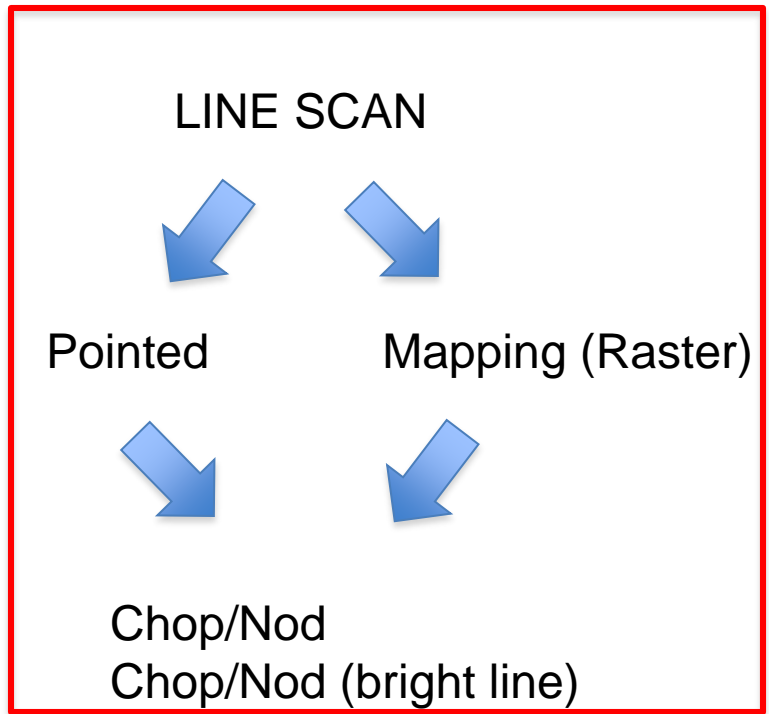 LINE SCAN
Pointed
Mapping (Raster)
Chop/Nod
Chop/Nod (bright line)